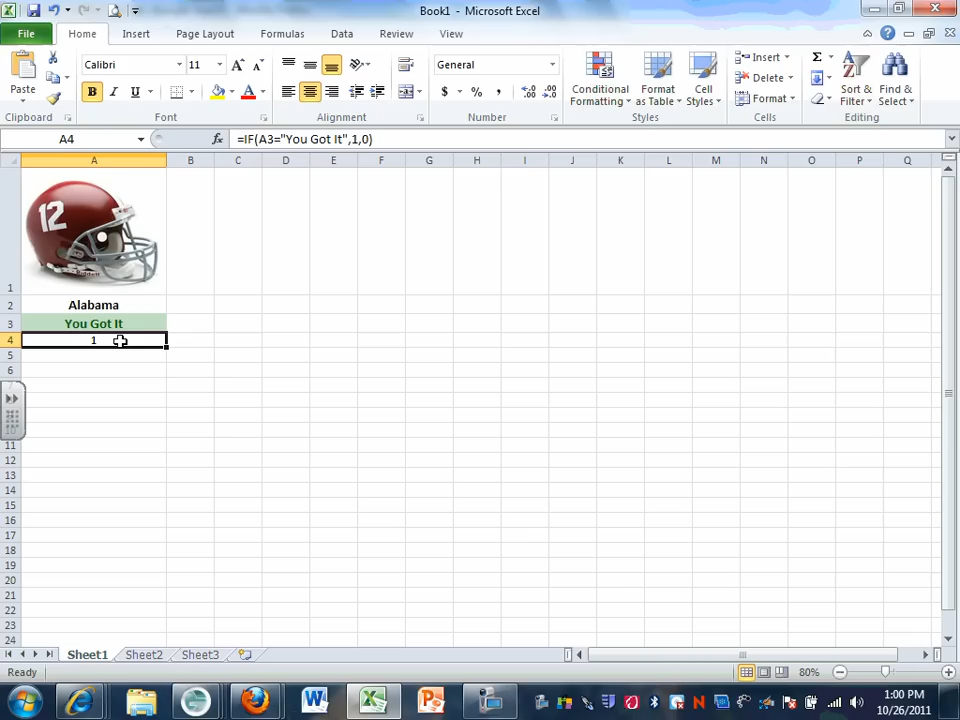 Book1 - Microsoft Excel
File Home Insert Page Layout Formulas Data Review View
Calibri 11 General Insert
Paste B I U $ % , Conditional Formatting Format as Table Cell Styles Delete Format Sort & Filter Find & Select
Clipboard Font Alignment Number Styles Cells Editing
A4 fx =IF(A3="You Got It",1,0)
A B C D E F G H I J K L M N O P Q
12
1
2 Alabama
3 You Got It
4 1
5
6
11
12
13
14
15
16
17
18
19
20
21
22
23
24
Sheet1 Sheet2 Sheet3
Ready 80%
1:00 PM
10/26/2011